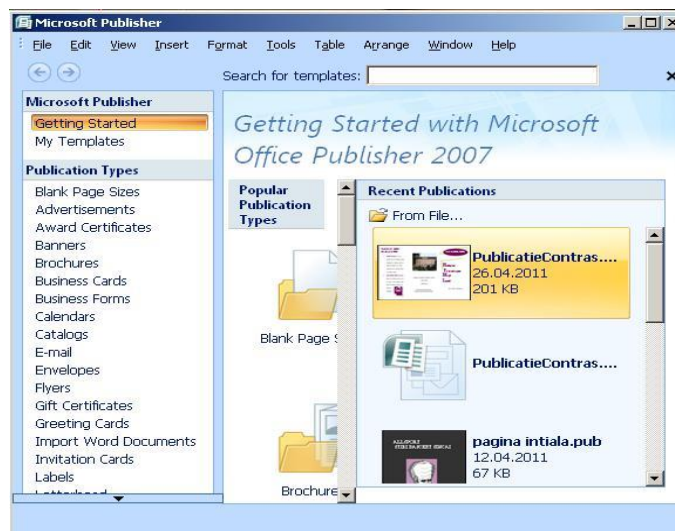 Microsoft Publisher
File Edit View Insert Format Tools Table Arrange Window Help
Search for templates:
Microsoft Publisher
Getting Started
My Templates
Publication Types
Blank Page Sizes
Advertisements
Award Certificates
Banners
Brochures
Business Cards
Business Forms
Calendars
Catalogs
E-mail
Envelopes
Flyers
Gift Certificates
Greeting Cards
Import Word Documents
Invitation Cards
Labels
Getting Started with Microsoft
Office Publisher 2007
Popular
Publication
Types
Blank Page S
Brochure
Recent Publications
From File...
PublicatieContras....
26.04.2011
201 KB
PublicatieContras....
pagina intiala.pub
12.04.2011
67 KB